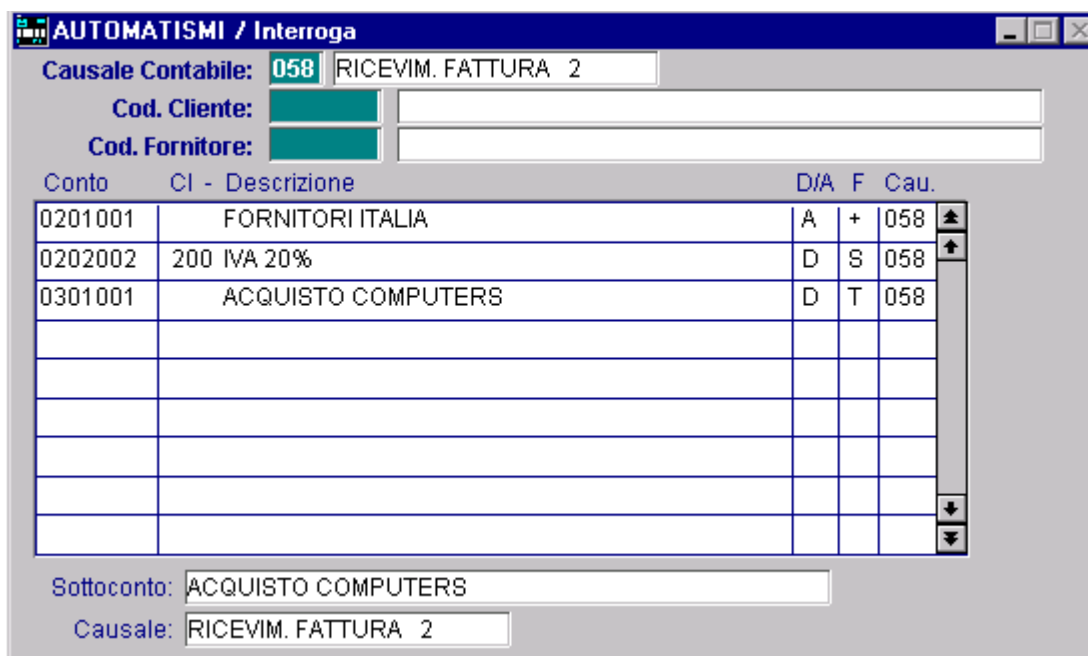 AUTOMATISMI / Interroga
Causale Contabile: 058 RICEVIM. FATTURA 2
Cod. Cliente:
Cod. Fornitore:
Conto CI - Descrizione D/A F Cau.
0201001 FORNITORI ITALIA A + 058
0202002 200 IVA 20% D S 058
0301001 ACQUISTO COMPUTERS D T 058
Sottoconto: ACQUISTO COMPUTERS
Causale: RICEVIM. FATTURA 2